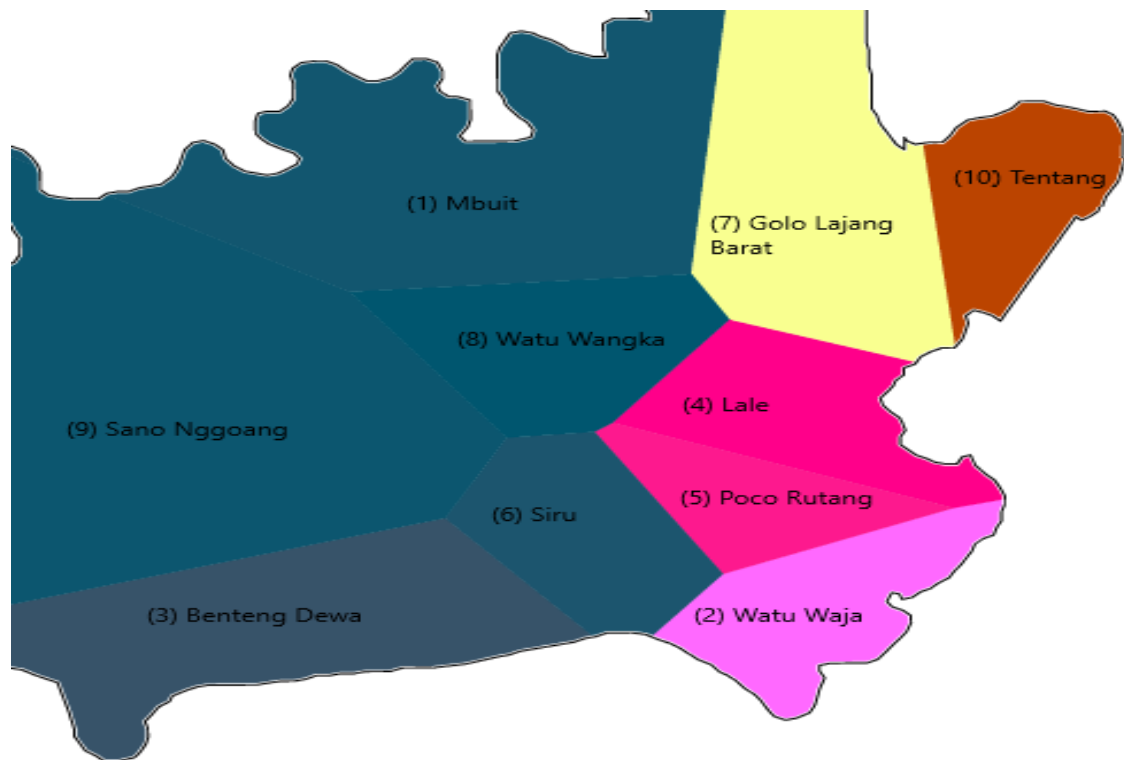 (10) Tentang
(1) Mbuit
(7) Golo Lajang
Barat
(8) Watu Wangka
(4) Lale
(9) Sano Nggoang
(5) Poco Rutang
(6) Siru
(3) Benteng Dewa
(2) Watu Waja